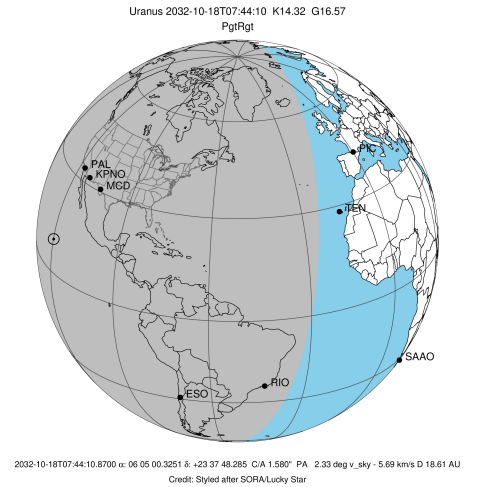 Uranus 2032-10-18T07:44:10 K14.32 G16.57
PgtRgt
PIC
PAL
KPNO
MCD
TEN
SAAO
RIO
ESO
2032-10-18T07:44:10.8700 α: 06 05 00.3251 δ: +23 37 48.285 C/A 1.580" PA 2.33 deg v_sky - 5.69 km/s D 18.61 AU
Credit: Styled after SORA/Lucky Star